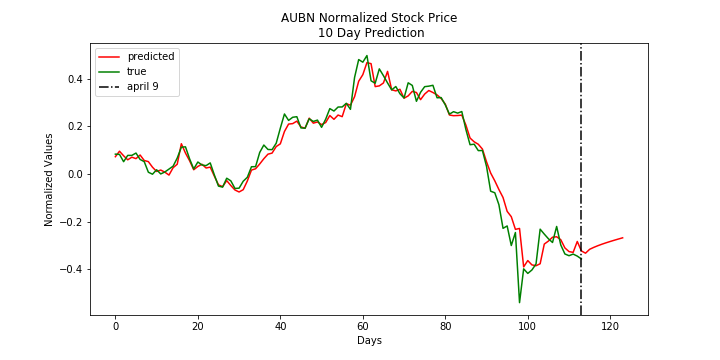 AUBN Normalized Stock Price
10 Day Prediction
predicted
true
april 9
Normalized Values
0.4
0.2
0.0
−0.2
−0.4
0
20
40
60
80
100
120
Days